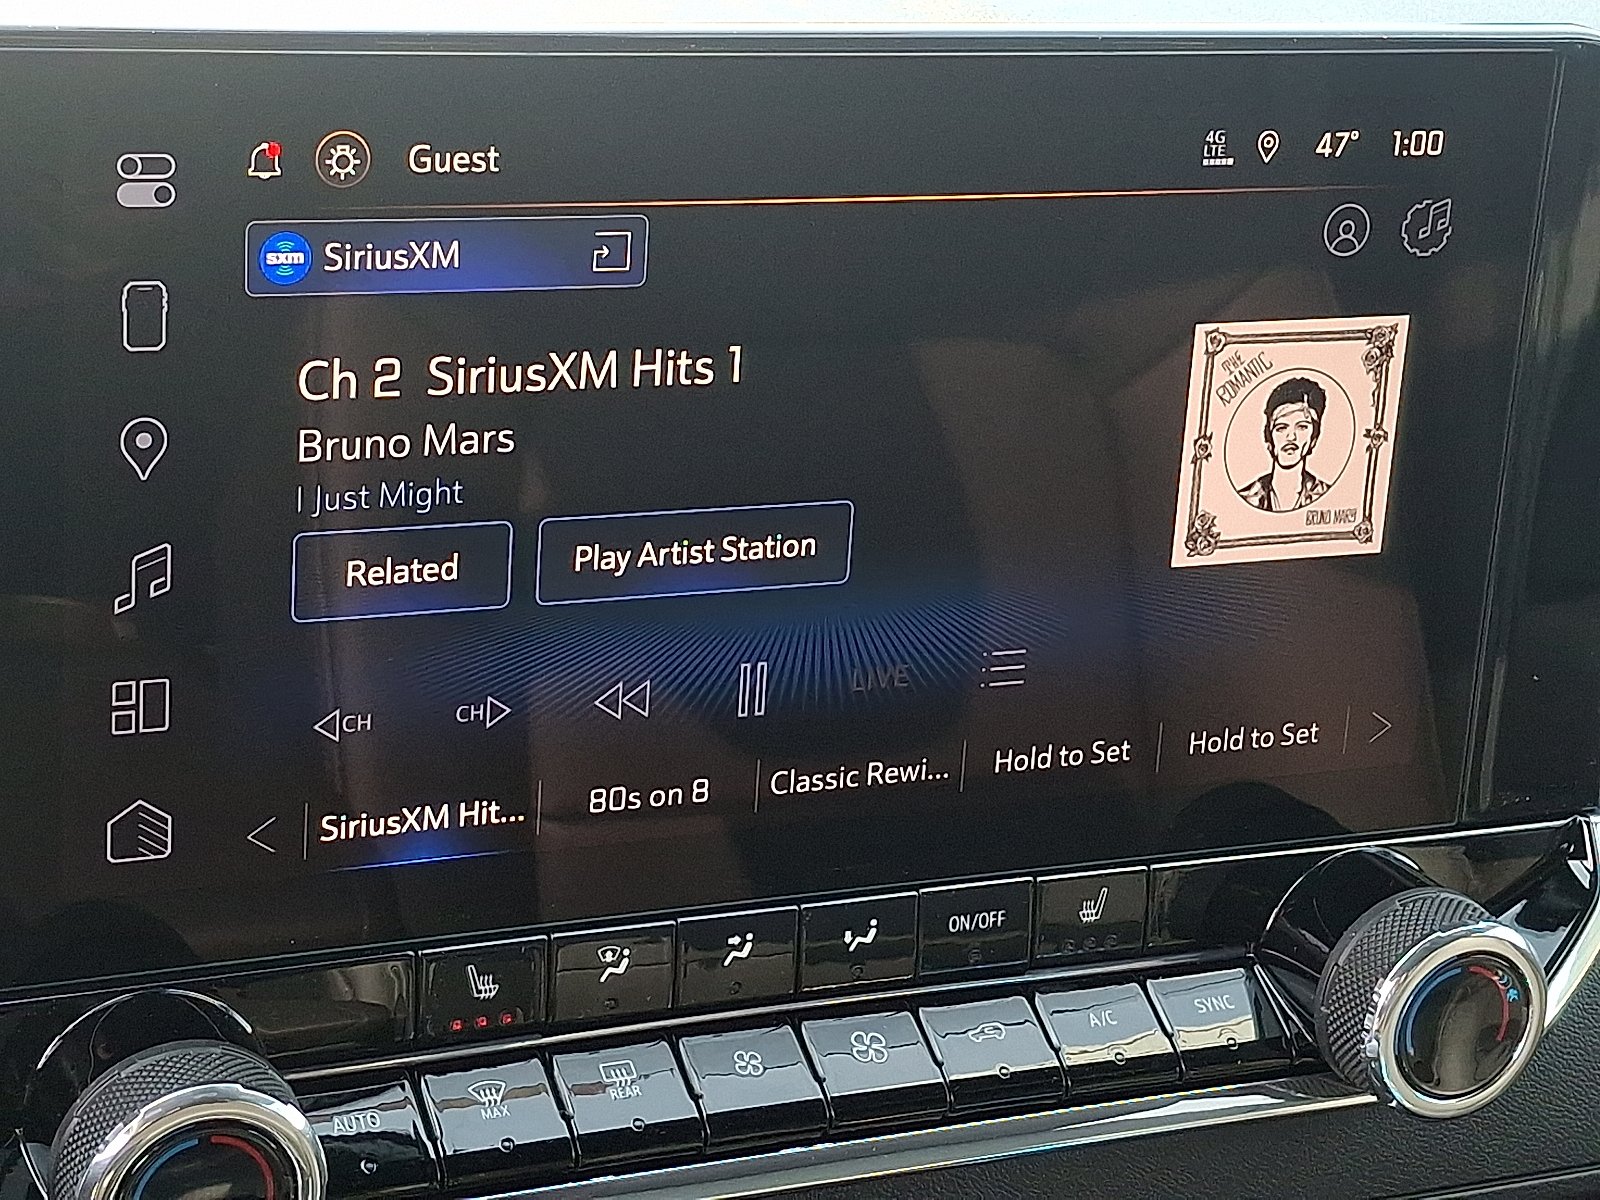 Guest
4G
LTE
47°
1:00
sxm
SiriusXM
Ch 2 SiriusXM Hits 1
Bruno Mars
I Just Might
THE
ROMANTIC
BRUNO MARS
Related
Play Artist Station
CH
CH
LIVE
SiriusXM Hit...
80s on 8
Classic Rewi...
Hold to Set
Hold to Set
ON/OFF
AUTO
MAX
REAR
A/C
SYNC